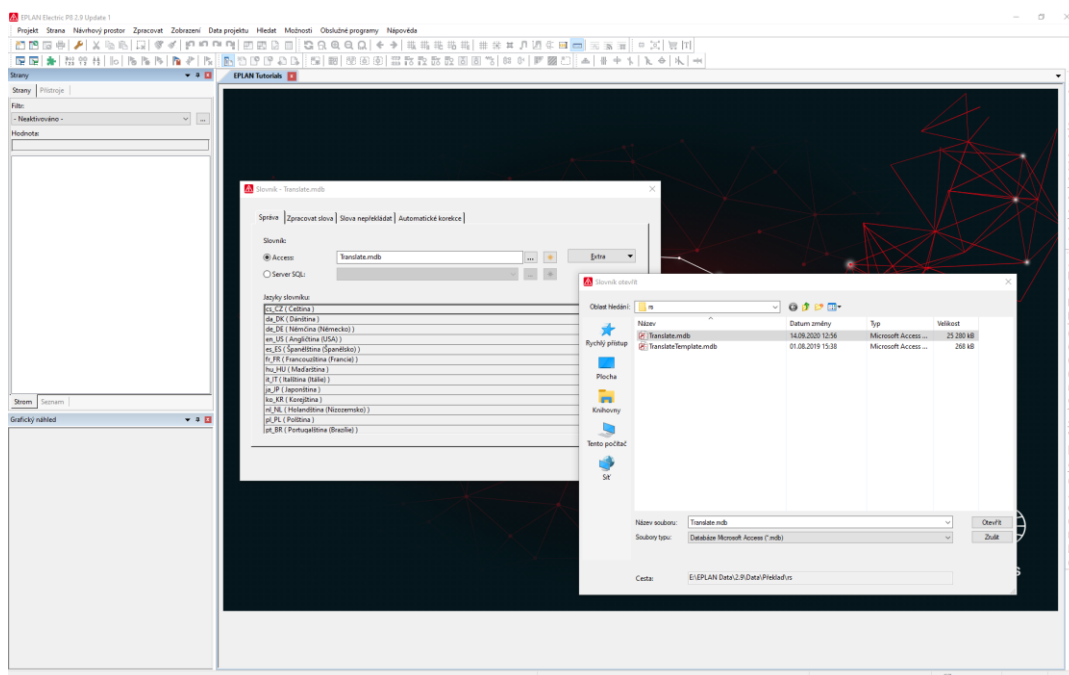 EPLAN Electric P8 2.9 Update 1
Projekt Strana Návrhový prostor Zpracovat Zobrazení Data projektu Hledat Možnosti Obslužné programy Nápověda
Strany
EPLAN Tutorials
Strany Přístroje
Filtr:
- Neaktivováno -
...
Hodnota:
Strom Seznam
Grafický náhled
Slovník - Translate.mdb
Správa Zpracovat slova Slova nepřekládat Automatické korekce
Slovník:
Access: Translate.mdb ... Extra
Server SQL: ...
Jazyky slovníku:
cs_CZ ( Čeština )
da_DK ( Dánština )
de_DE ( Němčina (Německo) )
en_US ( Angličtina (USA) )
es_ES ( Španělština (Španělsko) )
fr_FR ( Francouzština (Francie) )
hu_HU ( Maďarština )
it_IT ( Italština (Itálie) )
ja_JP ( Japonština )
ko_KR ( Korejština )
nl_NL ( Holandština (Nizozemsko) )
pl_PL ( Polština )
pt_BR ( Portugalština (Brazílie) )
Slovník otevřít
Oblast hledání: rs
Název Datum změny Typ Velikost
Translate.mdb 14.09.2020 12:56 Microsoft Access ... 25 280 kB
TranslateTemplate.mdb 01.08.2019 15:38 Microsoft Access ... 268 kB
Rychlý přístup
Plocha
Knihovny
Tento počítač
Síť
Název souboru: Translate.mdb Otevřít
Soubory typu: Databáze Microsoft Access (*.mdb) Zrušit
Cesta: E:\EPLAN Data\2.9\Data\Překlad\rs